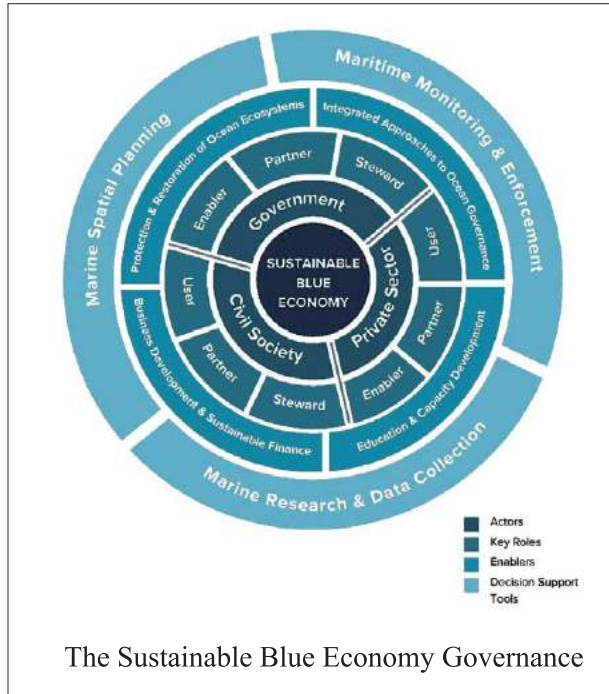 Marine Spatial Planning
Maritime Monitoring & Enforcement
Marine Research & Data Collection
Protection & Restoration of Ocean Ecosystems
Integrated Approaches to Ocean Governance
Education & Capacity Development
Business Development & Sustainable Finance
Enabler
Partner
Steward
User
Partner
Enabler
Steward
Partner
User
Government
Private Sector
Civil Society
SUSTAINABLE
BLUE
ECONOMY
Actors
Key Roles
Enablers
Decision Support
Tools
The Sustainable Blue Economy Governance